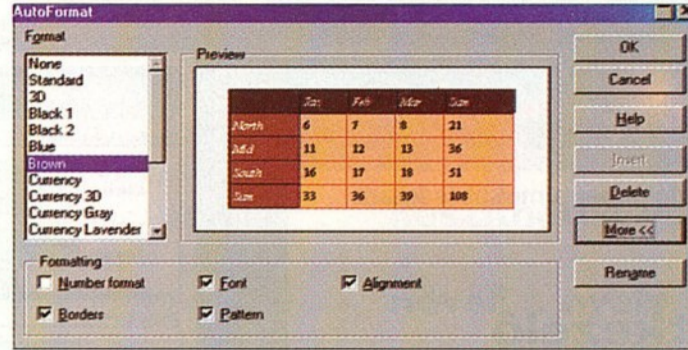 AutoFormat
Format
None
Standard
3D
Black 1
Black 2
Blue
Brown
Currency
Currency 3D
Currency Gray
Currency Lavender
Preview
Jan Feb Mar Sum
North 6 7 8 21
Mid 11 12 13 36
South 16 17 18 51
Sum 33 36 39 108
OK
Cancel
Help
Insert
Delete
More <<
Rename
Formatting
Number format
Font
Alignment
Borders
Pattern